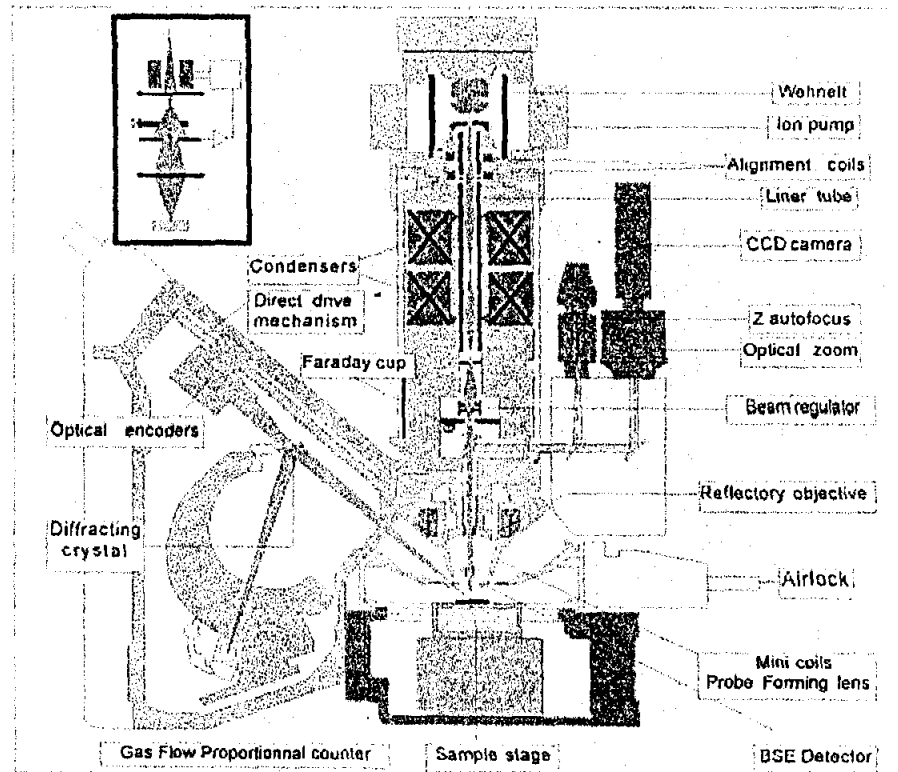 Wehnelt
Ion pump
Alignment coils
Liner tube
CCD camera
Condensers
Direct drive
mechanism
Z autofocus
Optical zoom
Faraday cup
Beam regulator
Optical encoders
Reflectory objective
Diffracting
crystal
Airlock
Mini coils
Probe Forming lens
Gas Flow Proportionnal counter
Sample stage
BSE Detector